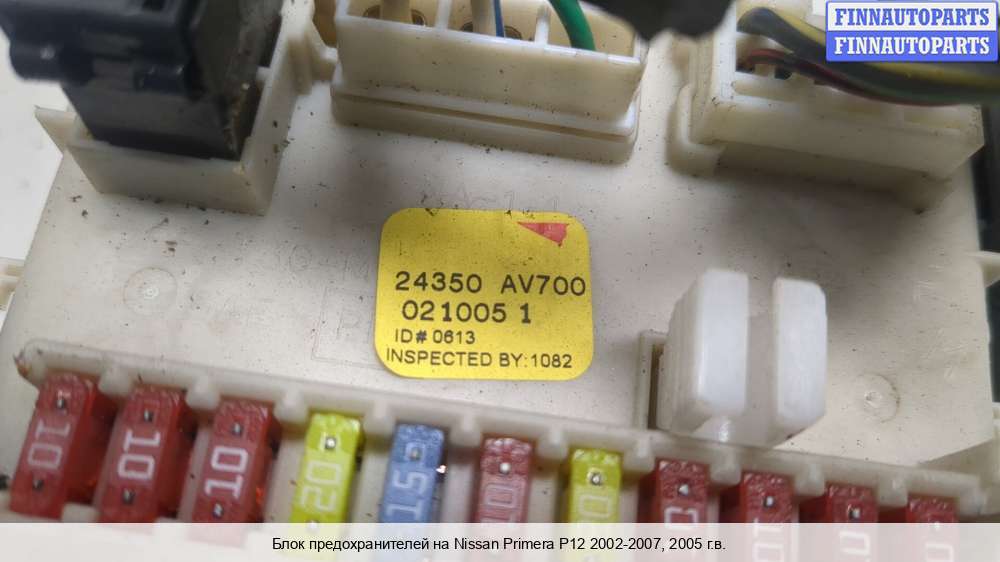 FINNAUTOPARTS
FINNAUTOPARTS
24350 AV700
021005 1
ID# 0613
INSPECTED BY:1082
10 10 10 20 15 10
Блок предохранителей на Nissan Primera P12 2002-2007, 2005 г.в.